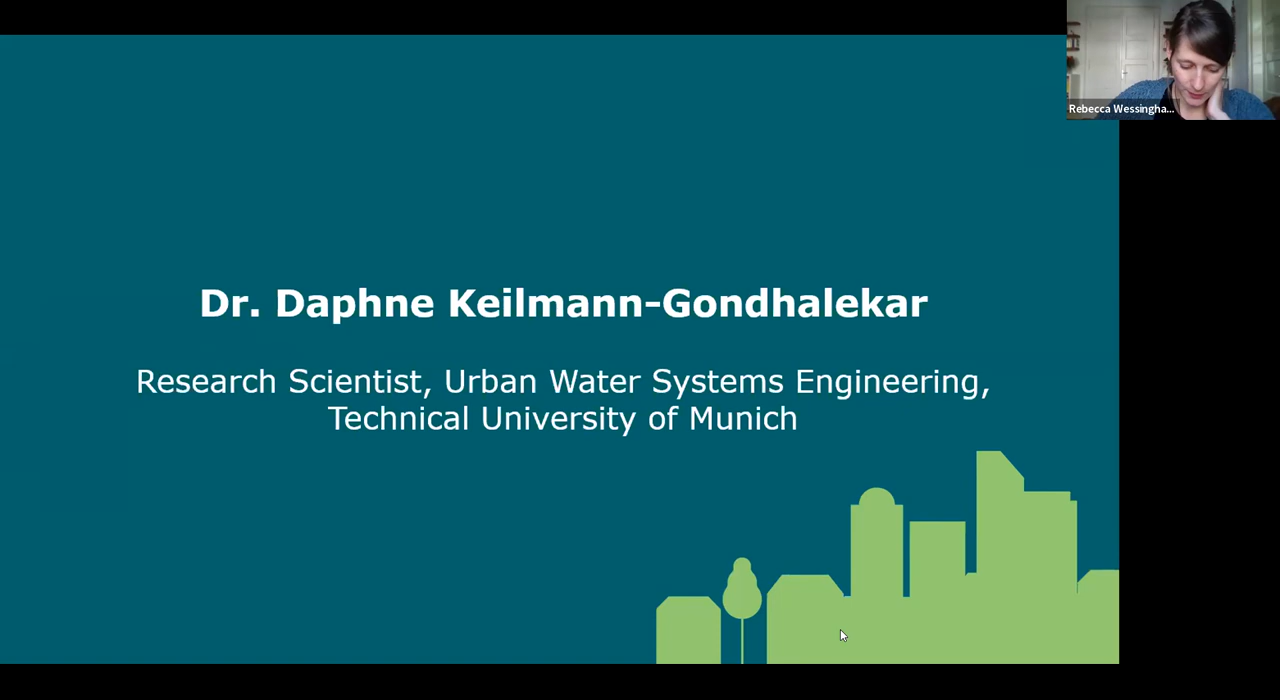 Rebecca Wessingha...
Dr. Daphne Keilmann-Gondhalekar
Research Scientist, Urban Water Systems Engineering,
Technical University of Munich